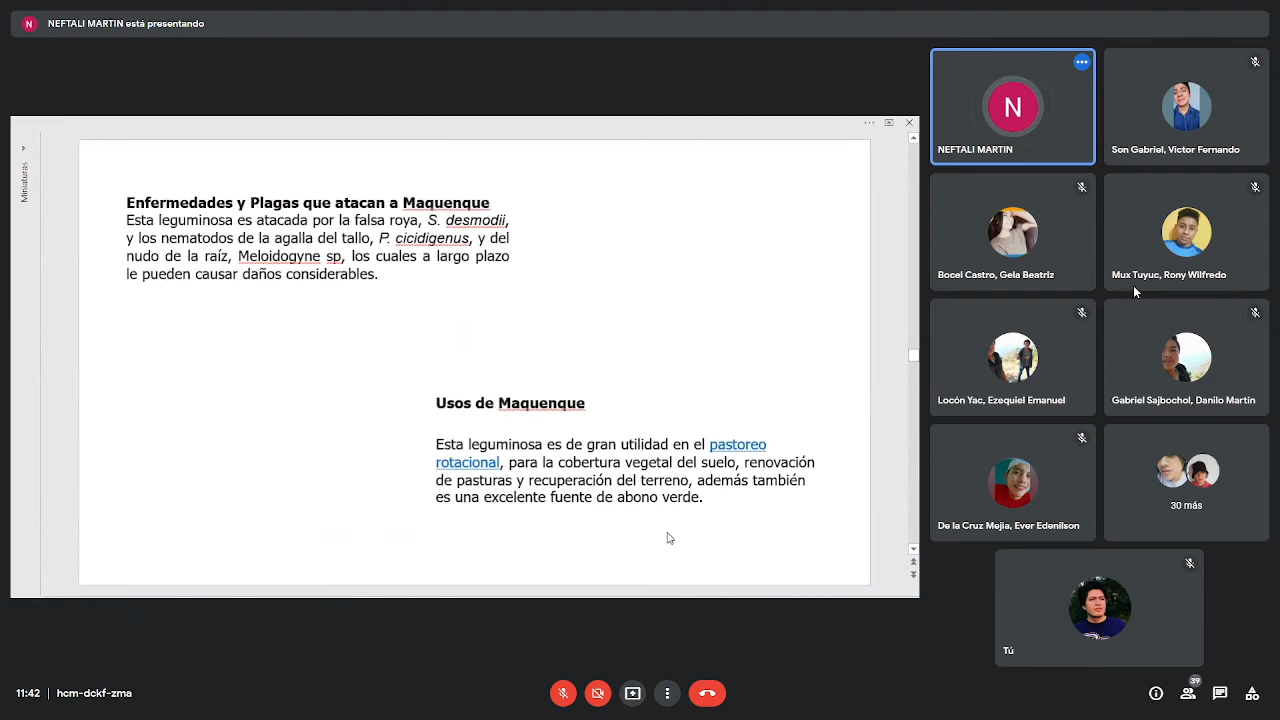 N NEFTALI MARTIN está presentando
Miniaturas
Enfermedades y Plagas que atacan a Maquenque
Esta leguminosa es atacada por la falsa roya, S. desmodii,
y los nematodos de la agalla del tallo, P. cicidigenus, y del
nudo de la raíz, Meloidogyne sp, los cuales a largo plazo
le pueden causar daños considerables.
Usos de Maquenque
Esta leguminosa es de gran utilidad en el pastoreo
rotacional, para la cobertura vegetal del suelo, renovación
de pasturas y recuperación del terreno, además también
es una excelente fuente de abono verde.
N
NEFTALI MARTIN
Son Gabriel, Victor Fernando
Bocel Castro, Gela Beatriz
Mux Tuyuc, Rony Wilfredo
Locón Yac, Ezequiel Emanuel
Gabriel Sajbochol, Danilo Martin
De la Cruz Mejia, Ever Edenilson
30 más
Tú
11:42 | hcm-dckf-zma
39